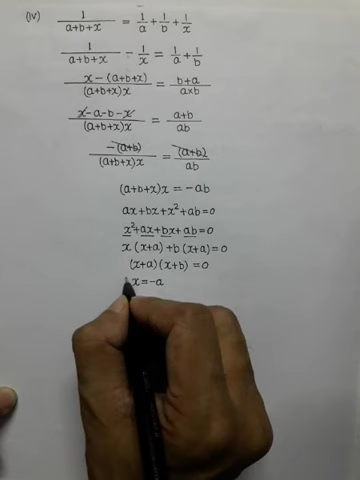 (iv) 1/(a+b+x) = 1/a + 1/b + 1/x
1/(a+b+x) - 1/x = 1/a + 1/b
(x-(a+b+x))/((a+b+x)x) = (b+a)/(a×b)
(x-a-b-x)/((a+b+x)x) = (a+b)/(ab)
(-(a+b))/((a+b+x)x) = (a+b)/(ab)
(a+b+x)x = -ab
ax+bx+x²+ab=0
x²+ax+bx+ab=0
x(x+a)+b(x+a)=0
(x+a)(x+b)=0
x=-a